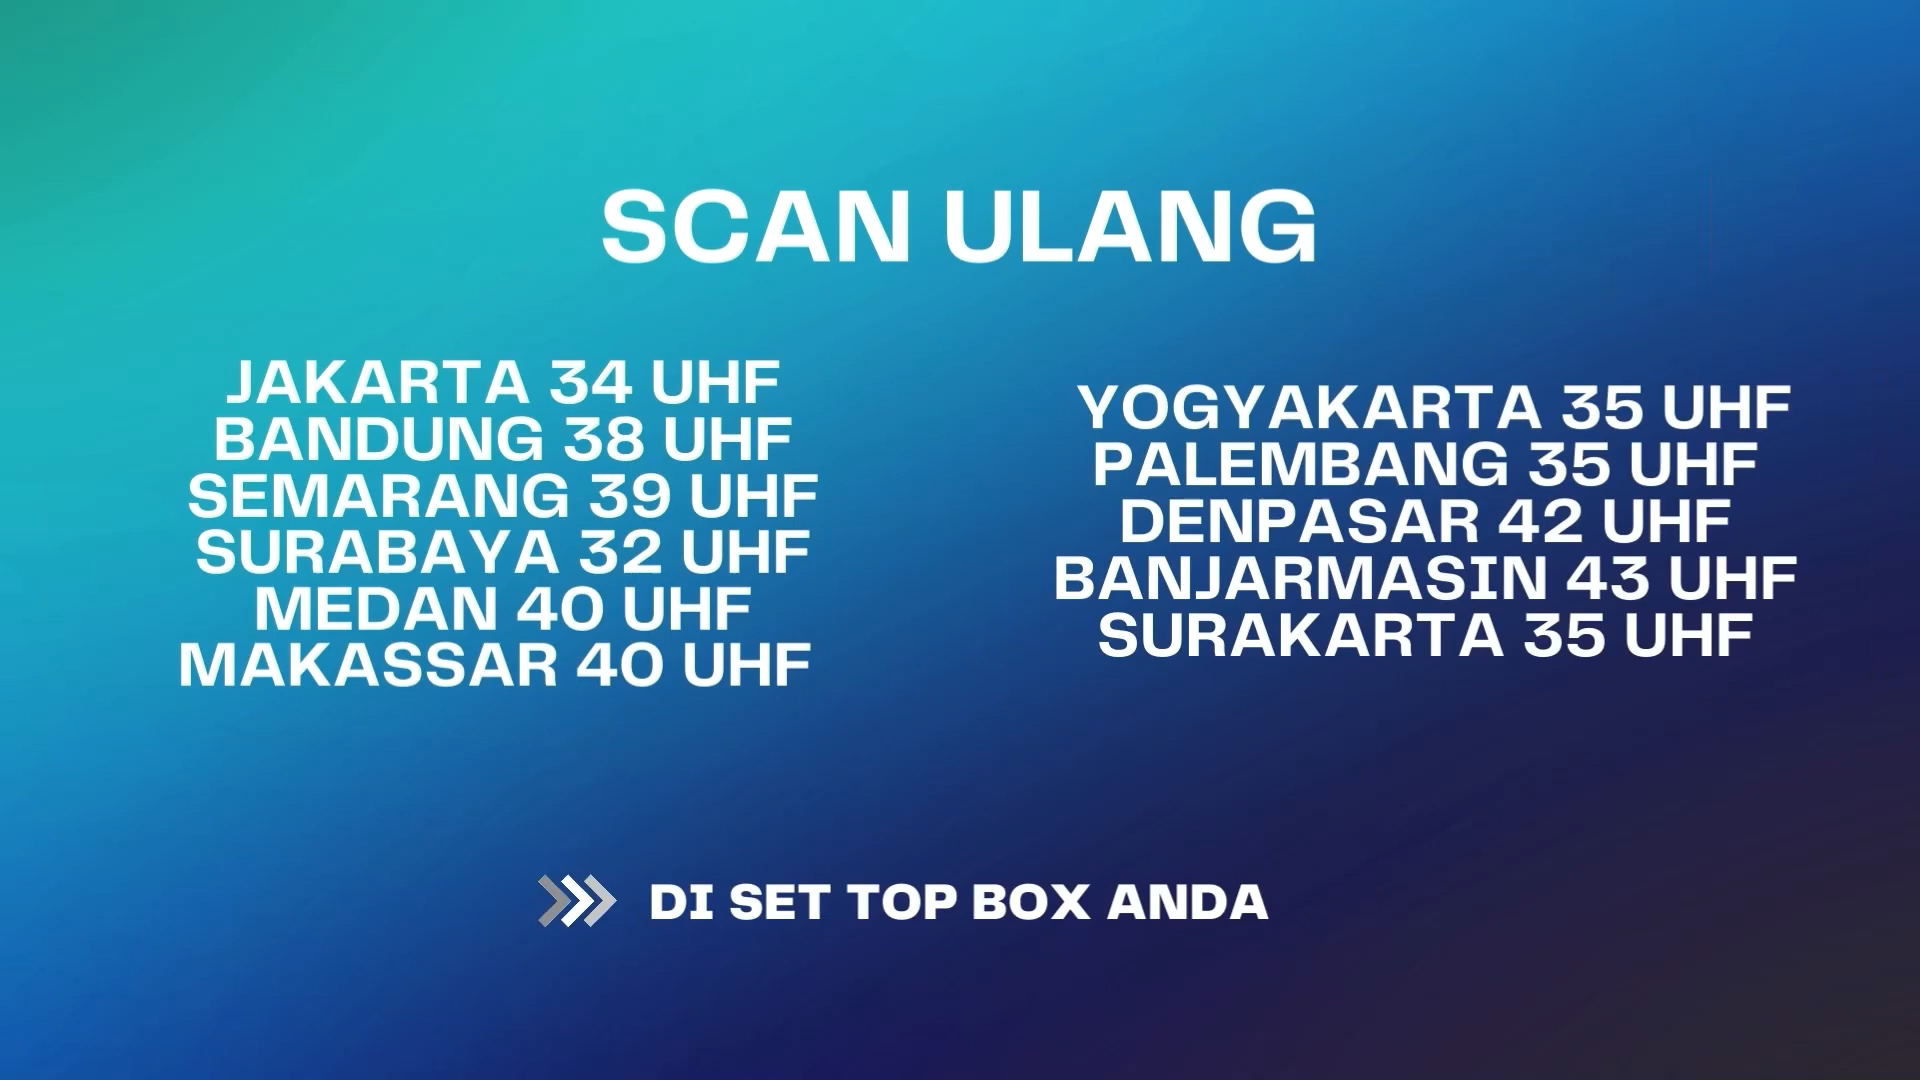 SCAN ULANG
JAKARTA 34 UHF
BANDUNG 38 UHF
SEMARANG 39 UHF
SURABAYA 32 UHF
MEDAN 40 UHF
MAKASSAR 40 UHF
YOGYAKARTA 35 UHF
PALEMBANG 35 UHF
DENPASAR 42 UHF
BANJARMASIN 43 UHF
SURAKARTA 35 UHF
DI SET TOP BOX ANDA